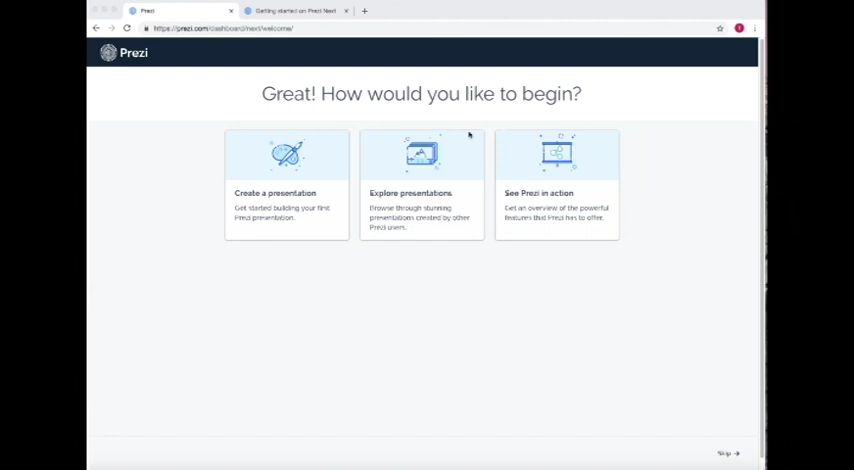 Prezi
Getting started on Prezi Next
https://prezi.com/dashboard/next/welcome/
Prezi
Great! How would you like to begin?
Create a presentation
Get started building your first
Prezi presentation.
Explore presentations
Browse through stunning
presentations created by other
Prezi users.
See Prezi in action
Get an overview of the powerful
features that Prezi has to offer.
Skip